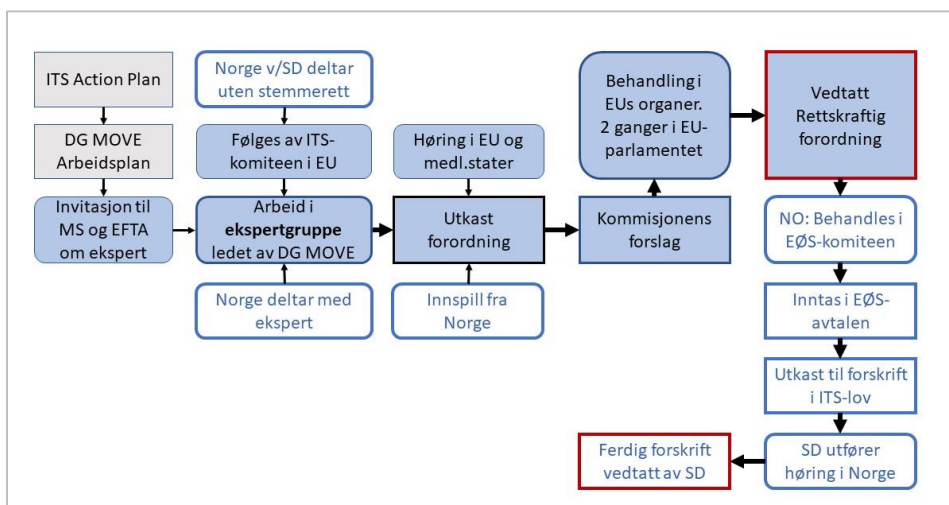 ITS Action Plan
DG MOVE
Arbeidsplan
Invitasjon til
MS og EFTA
om ekspert
Norge v/SD deltar
uten stemmerett
Følges av ITS-
komiteen i EU
Arbeid i
ekspertgruppe
ledet av DG MOVE
Norge deltar med
ekspert
Høring i EU og
medl.stater
Utkast
forordning
Innspill fra
Norge
Behandling i
EUs organer.
2 ganger i EU-
parlamentet
Kommisjonens
forslag
Vedtatt
Rettskraftig
forordning
NO: Behandles i
EØS-komiteen
Inntas i EØS-
avtalen
Utkast til forskrift
i ITS-lov
SD utfører
høring i Norge
Ferdig forskrift
vedtatt av SD